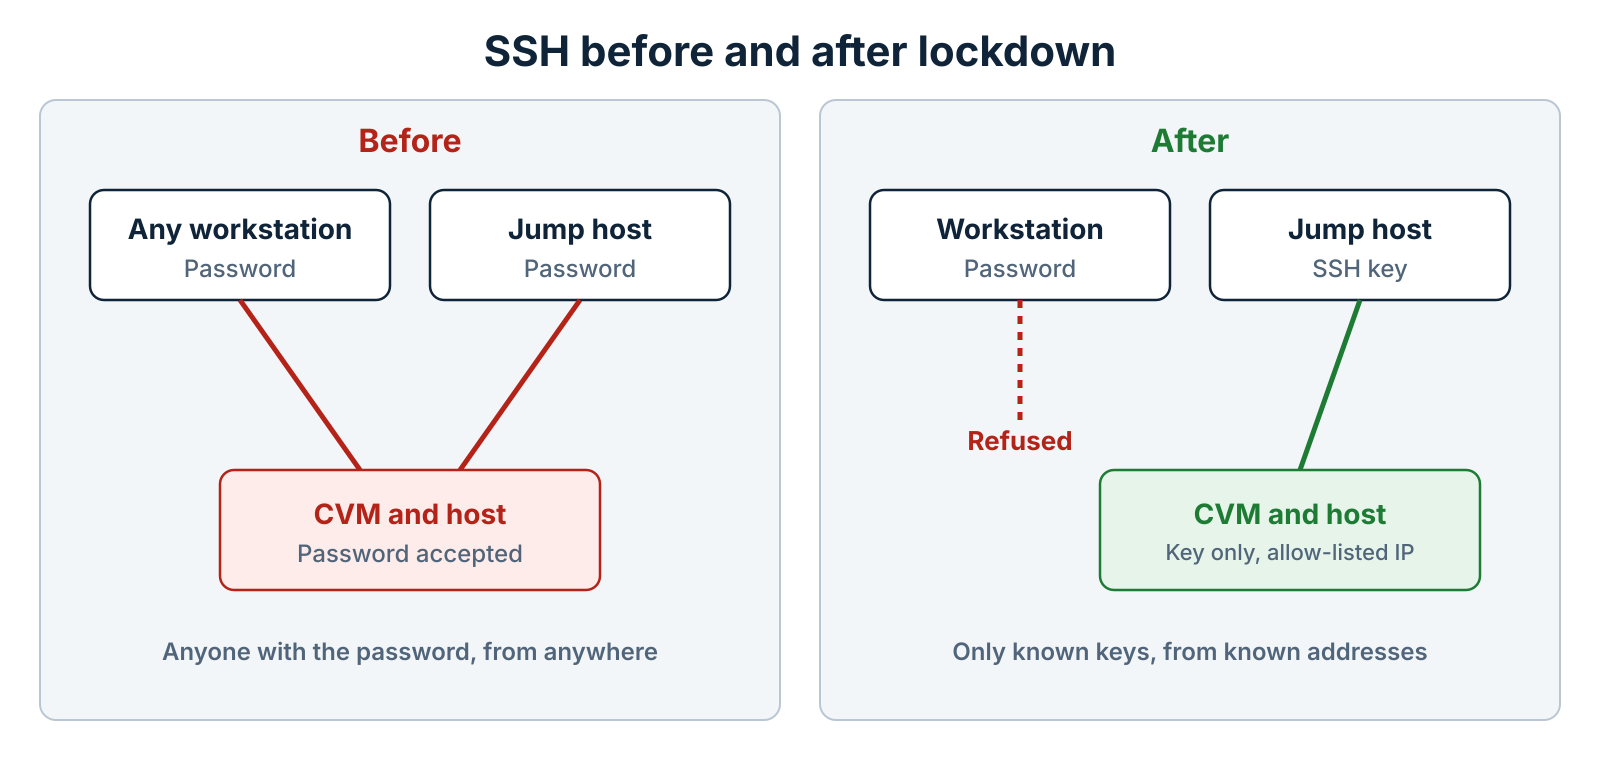 SSH before and after lockdown
Before
Any workstation
Password
Jump host
Password
CVM and host
Password accepted
Anyone with the password, from anywhere
After
Workstation
Password
Jump host
SSH key
Refused
CVM and host
Key only, allow-listed IP
Only known keys, from known addresses